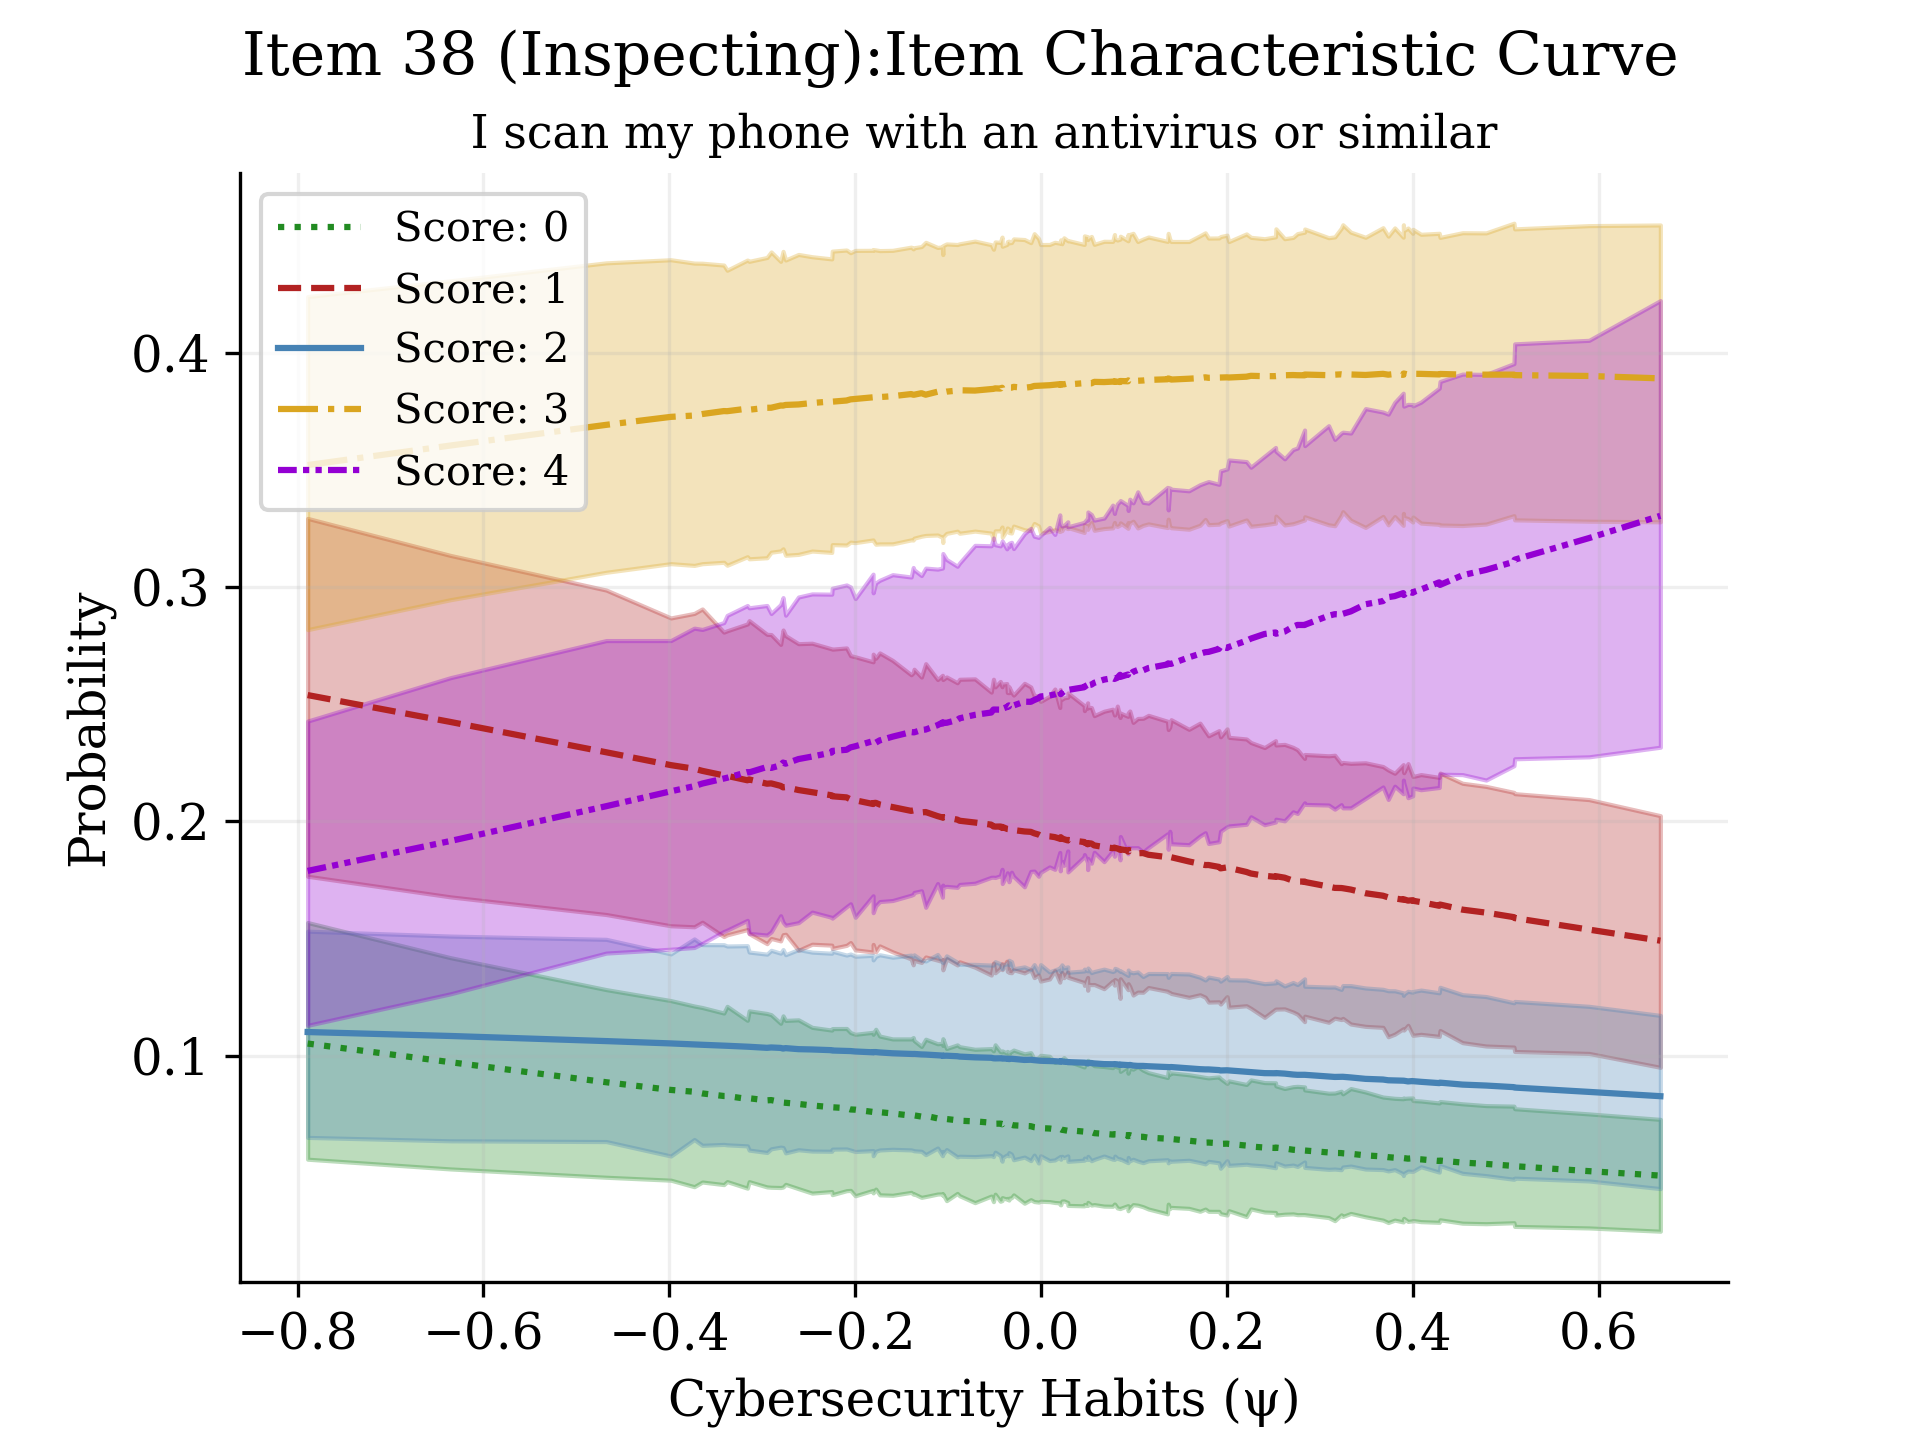 Item 38 (Inspecting):Item Characteristic Curve
I scan my phone with an antivirus or similar
Score: 0
Score: 1
Score: 2
Score: 3
Score: 4
0.4
0.3
0.2
0.1
Probability
−0.8 −0.6 −0.4 −0.2 0.0 0.2 0.4 0.6
Cybersecurity Habits (ψ)